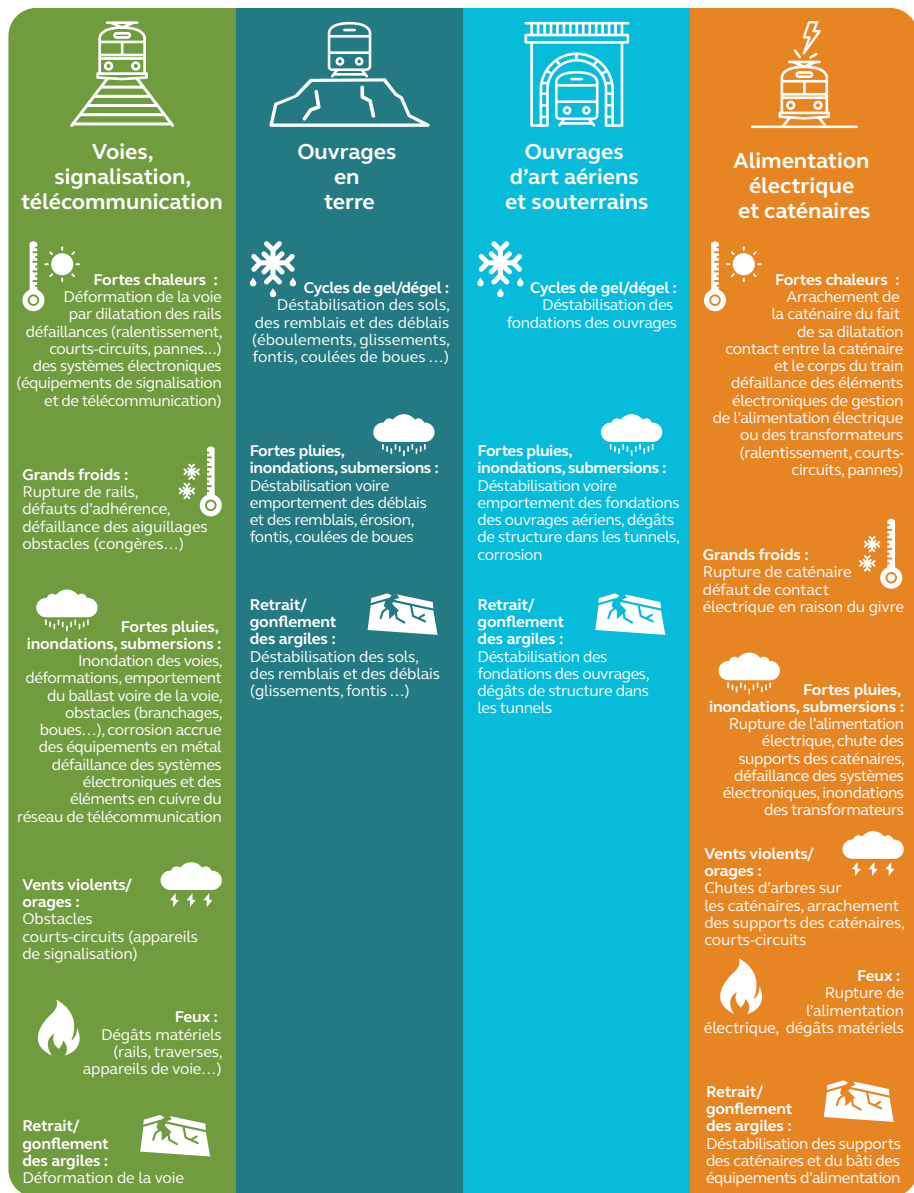 Voies,
signalisation,
télécommunication
Fortes chaleurs :
Déformation de la voie
par dilatation des rails
défaillances (ralentissement,
courts-circuits, pannes...)
des systèmes électroniques
(équipements de signalisation
et de télécommunication)
Grands froids :
Rupture de rails,
défauts d'adhérence,
défaillance des aiguillages
obstacles (congères...)
Fortes pluies,
inondations, submersions :
Inondation des voies,
déformations, emportement
du ballast voire de la voie,
obstacles (branchages,
boues...), corrosion accrue
des équipements en métal
défaillance des systèmes
électroniques et des
éléments en cuivre du
réseau de télécommunication
Vents violents/
orages :
Obstacles
courts-circuits (appareils
de signalisation)
Feux :
Dégâts matériels
(rails, traverses,
appareils de voie...)
Retrait/
gonflement
des argiles :
Déformation de la voie
Ouvrages
en
terre
Cycles de gel/dégel :
Déstabilisation des sols,
des remblais et des déblais
(éboulements, glissements,
fontis, coulées de boues ...)
Fortes pluies,
inondations, submersions :
Déstabilisation voire
emportement des déblais
et des remblais, érosion,
fontis, coulées de boues
Retrait/
gonflement
des argiles :
Déstabilisation des sols,
des remblais et des déblais
(glissements, fontis ...)
Ouvrages
d'art aériens
et souterrains
Cycles de gel/dégel :
Déstabilisation des
fondations des ouvrages
Fortes pluies,
inondations, submersions :
Déstabilisation voire
emportement des fondations
des ouvrages aériens, dégâts
de structure dans les tunnels,
corrosion
Retrait/
gonflement
des argiles :
Déstabilisation des
fondations des ouvrages,
dégâts de structure dans
les tunnels
Alimentation
électrique
et caténaires
Fortes chaleurs :
Arrachement de
la caténaire du fait
de sa dilatation
contact entre la caténaire
et le corps du train
défaillance des éléments
électroniques de gestion
de l'alimentation électrique
ou des transformateurs
(ralentissement, courts-
circuits, pannes)
Grands froids :
Rupture de caténaire
défaut de contact
électrique en raison du givre
Fortes pluies,
inondations, submersions :
Rupture de l'alimentation
électrique, chute des
supports des caténaires,
défaillance des systèmes
électroniques, inondations
des transformateurs
Vents violents/
orages :
Chutes d'arbres sur
les caténaires, arrachement
des supports des caténaires,
courts-circuits
Feux :
Rupture de
l'alimentation
électrique, dégâts matériels
Retrait/
gonflement
des argiles :
Déstabilisation des supports
des caténaires et du bâti des
équipements d'alimentation